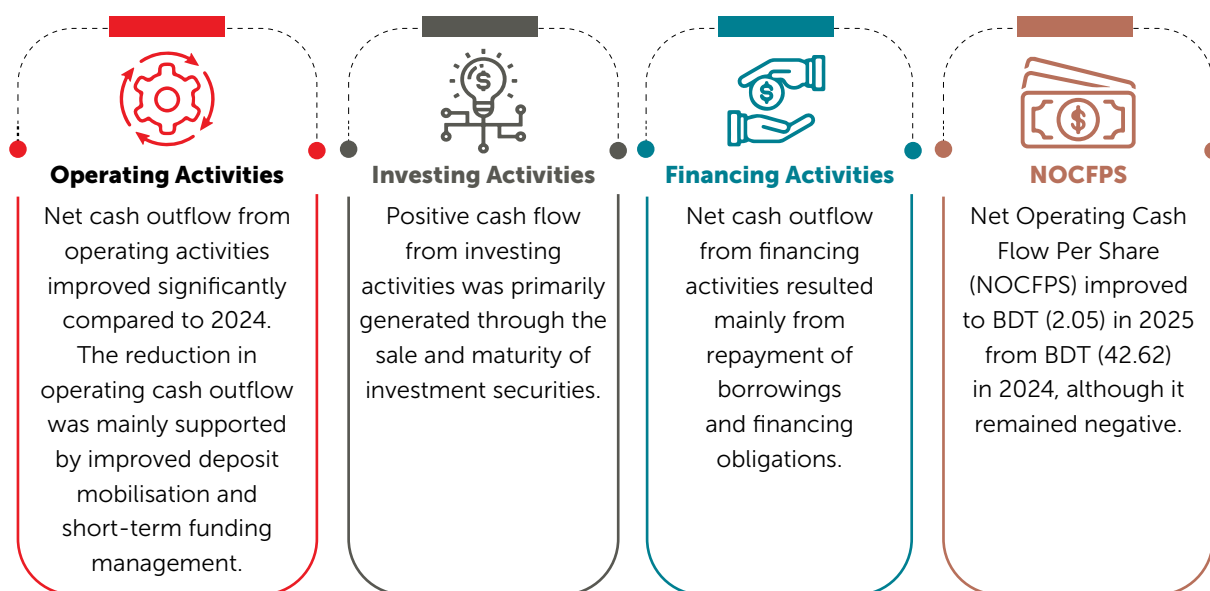 Operating Activities
Net cash outflow from
operating activities
improved significantly
compared to 2024.
The reduction in
operating cash outflow
was mainly supported
by improved deposit
mobilisation and
short-term funding
management.
Investing Activities
Positive cash flow
from investing
activities was primarily
generated through the
sale and maturity of
investment securities.
Financing Activities
Net cash outflow
from financing
activities resulted
mainly from
repayment of
borrowings
and financing
obligations.
NOCFPS
Net Operating Cash
Flow Per Share
(NOCFPS) improved
to BDT (2.05) in 2025
from BDT (42.62)
in 2024, although it
remained negative.